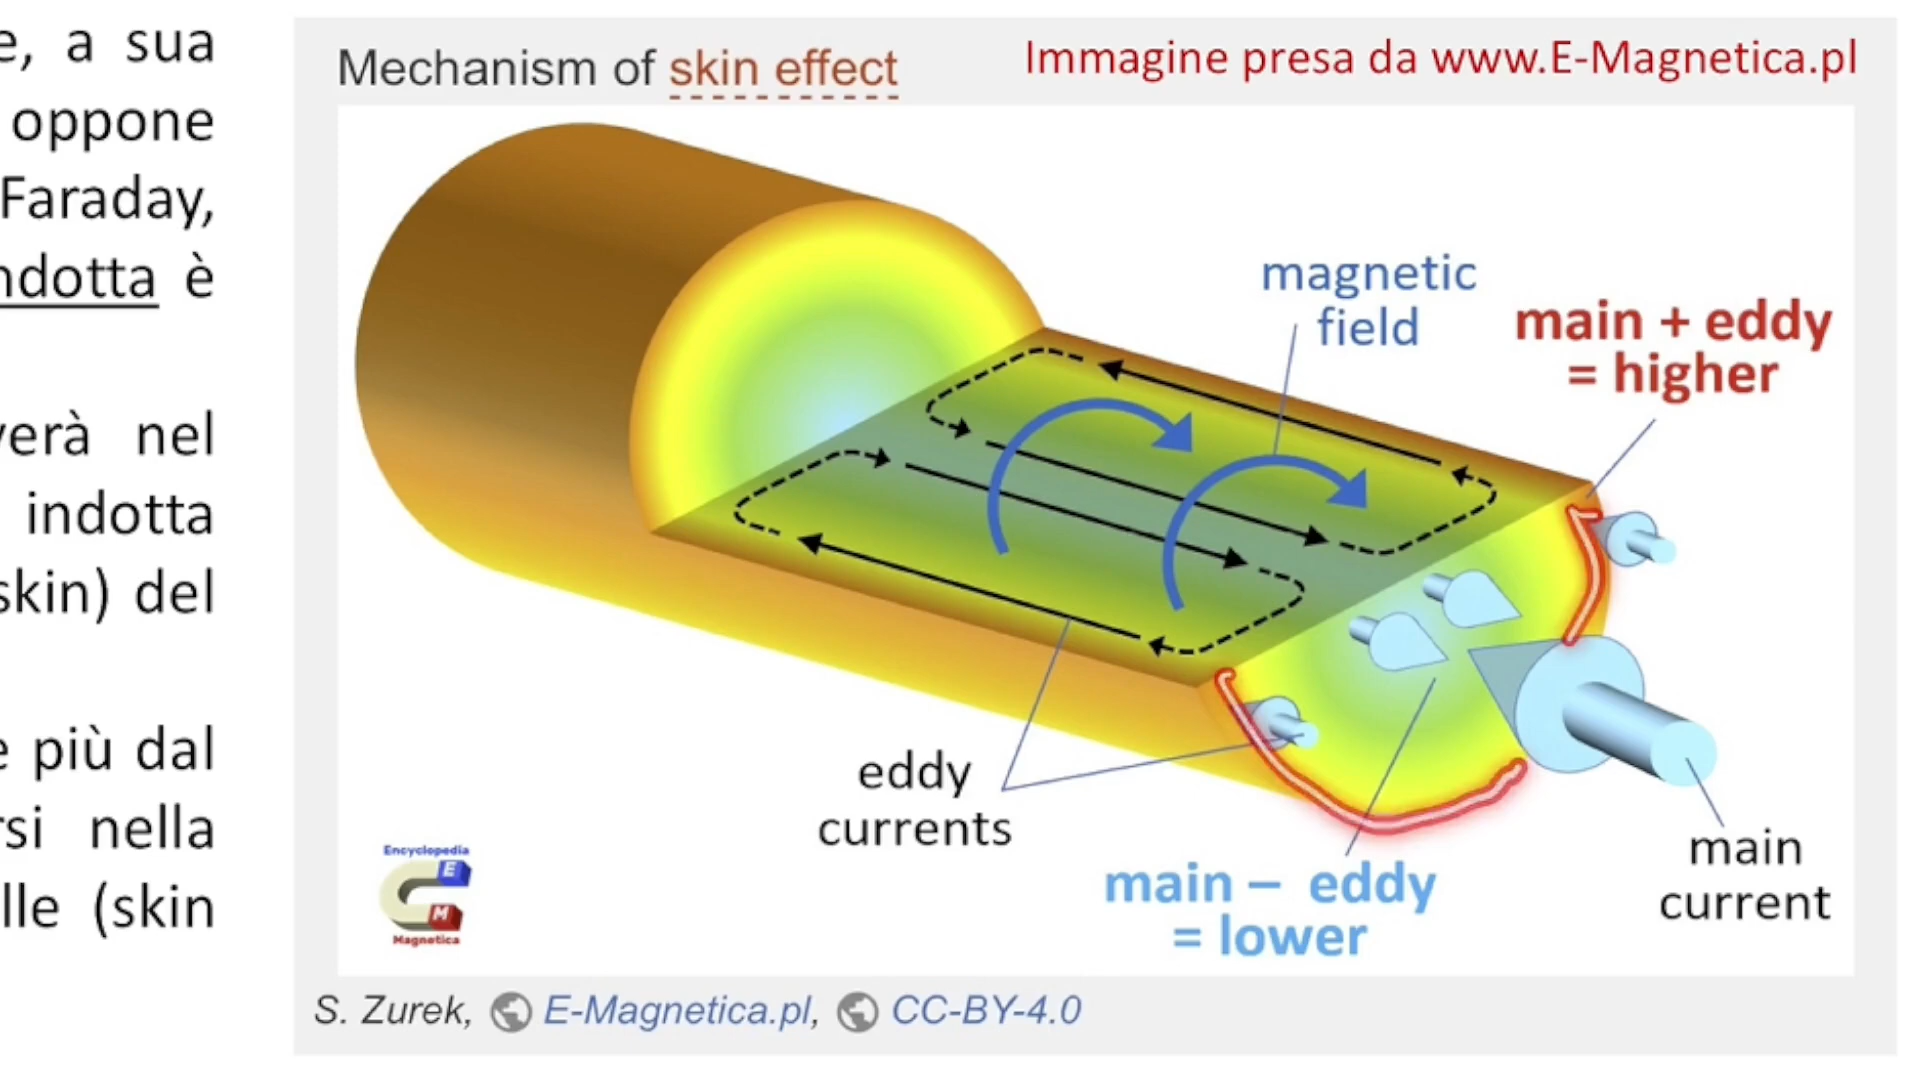 e, a sua
oppone
Faraday,
ndotta è
verà nel
indotta
skin) del
e più dal
rsi nella
lle (skin
Mechanism of skin effect
Immagine presa da www.E-Magnetica.pl
magnetic
field
main + eddy
= higher
eddy
currents
main – eddy
= lower
main
current
Encyclopedia
E
M
Magnetica
S. Zurek, E-Magnetica.pl, CC-BY-4.0